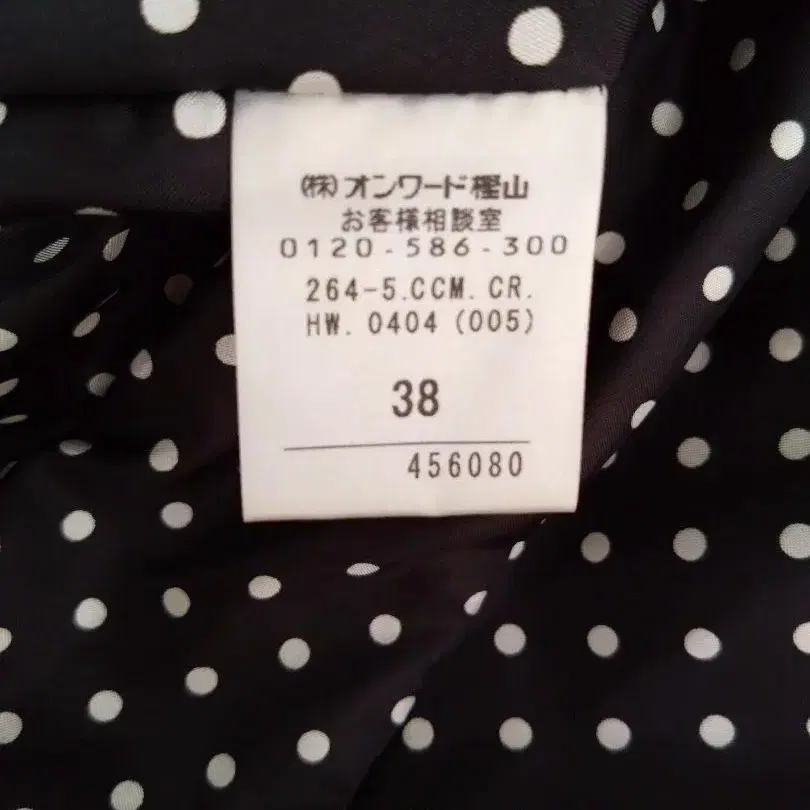 (株)オンワード樫山
お客様相談室
0120-586-300
264-5.CCM.CR.
HW.0404(005)
38
456080